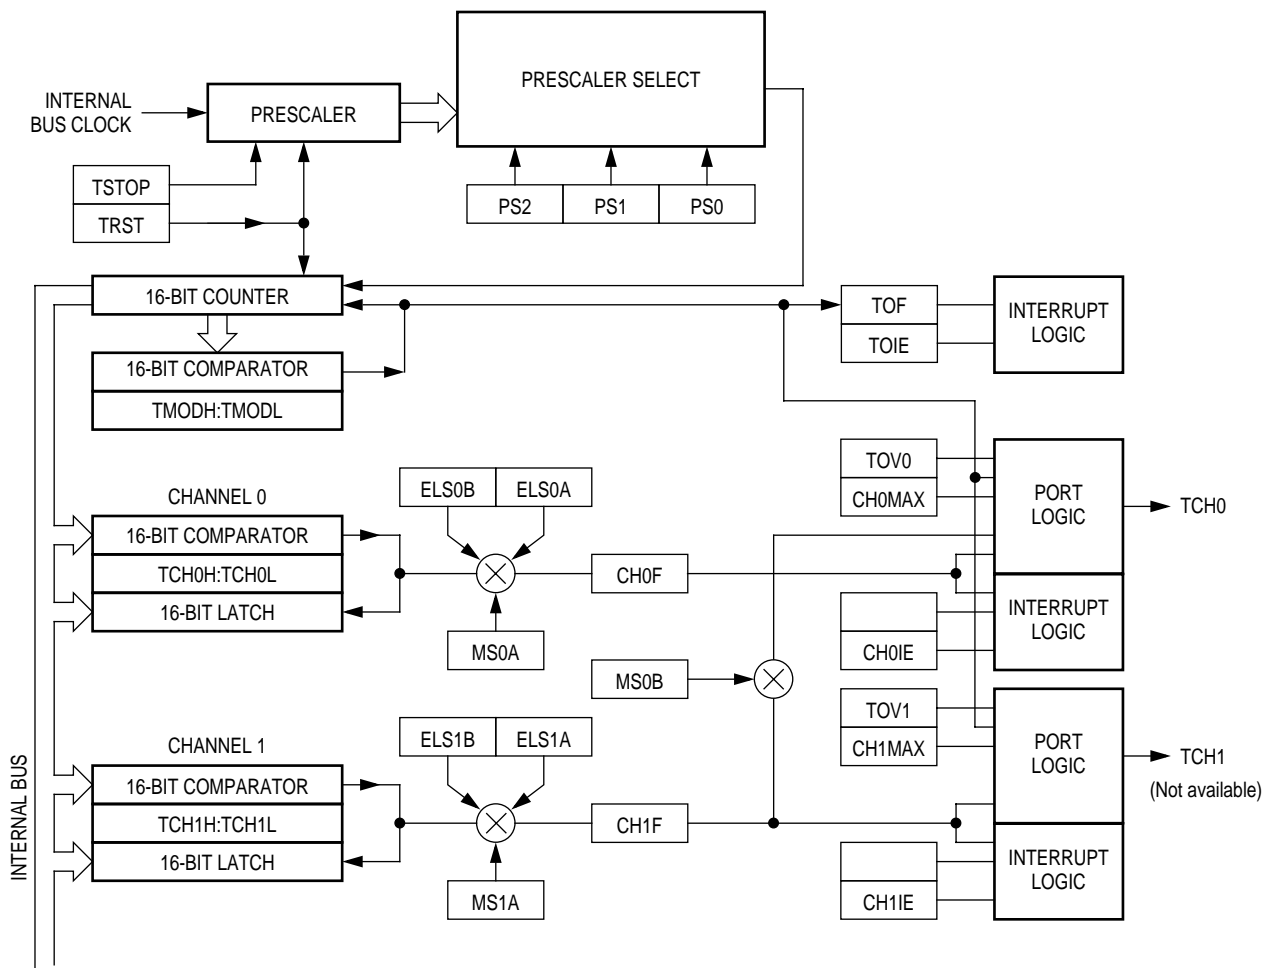 PRESCALER SELECT
INTERNAL
BUS CLOCK
PRESCALER
TSTOP
TRST
PS2
PS1
PS0
16-BIT COUNTER
16-BIT COMPARATOR
TMODH:TMODL
TOF
TOIE
INTERRUPT
LOGIC
CHANNEL 0
16-BIT COMPARATOR
TCH0H:TCH0L
16-BIT LATCH
ELS0B
ELS0A
MS0A
CH0F
TOV0
CH0MAX
PORT
LOGIC
TCH0
INTERRUPT
LOGIC
CH0IE
MS0B
CHANNEL 1
16-BIT COMPARATOR
TCH1H:TCH1L
16-BIT LATCH
ELS1B
ELS1A
MS1A
CH1F
TOV1
CH1MAX
PORT
LOGIC
TCH1
(Not available)
INTERRUPT
LOGIC
CH1IE
INTERNAL BUS